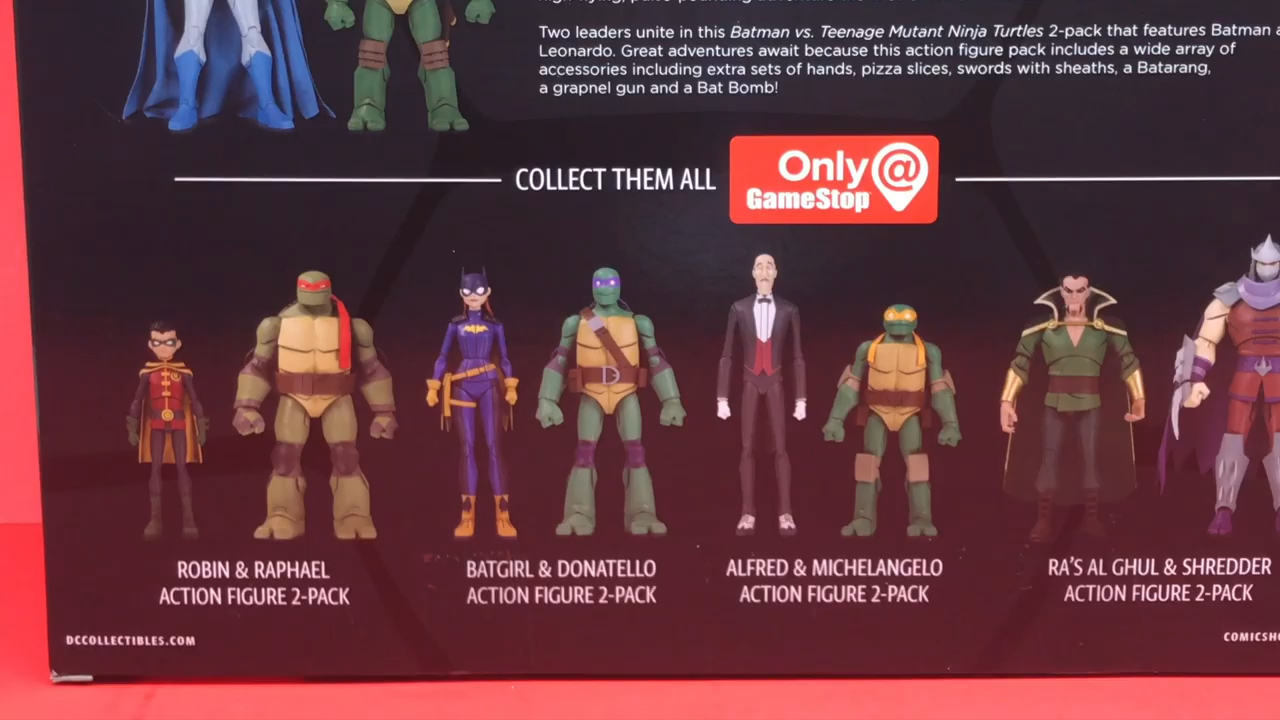 Two leaders unite in this Batman vs. Teenage Mutant Ninja Turtles 2-pack that features Batman
Leonardo. Great adventures await because this action figure pack includes a wide array of
accessories including extra sets of hands, pizza slices, swords with sheaths, a Batarang,
a grapnel gun and a Bat Bomb!
COLLECT THEM ALL
Only @
GameStop
D
ROBIN & RAPHAEL
ACTION FIGURE 2-PACK
BATGIRL & DONATELLO
ACTION FIGURE 2-PACK
ALFRED & MICHELANGELO
ACTION FIGURE 2-PACK
RA'S AL GHUL & SHREDDER
ACTION FIGURE 2-PACK
DCCOLLECTIBLES.COM
COMICSH